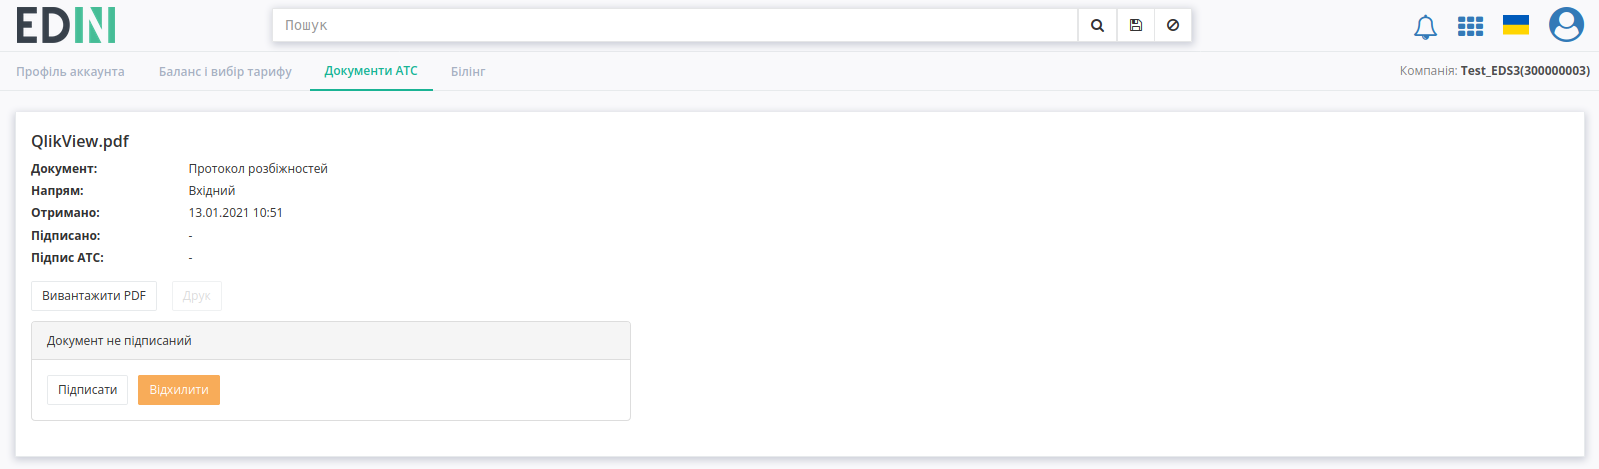 EDIN
Пошук
Профіль аккаунта Баланс і вибір тарифу Документи АТС Білінг Компанія: Test_EDS3(300000003)
QlikView.pdf
Документ: Протокол розбіжностей
Напрям: Вхідний
Отримано: 13.01.2021 10:51
Підписано: -
Підпис АТС: -
Вивантажити PDF Друк
Документ не підписаний
Підписати Відхилити